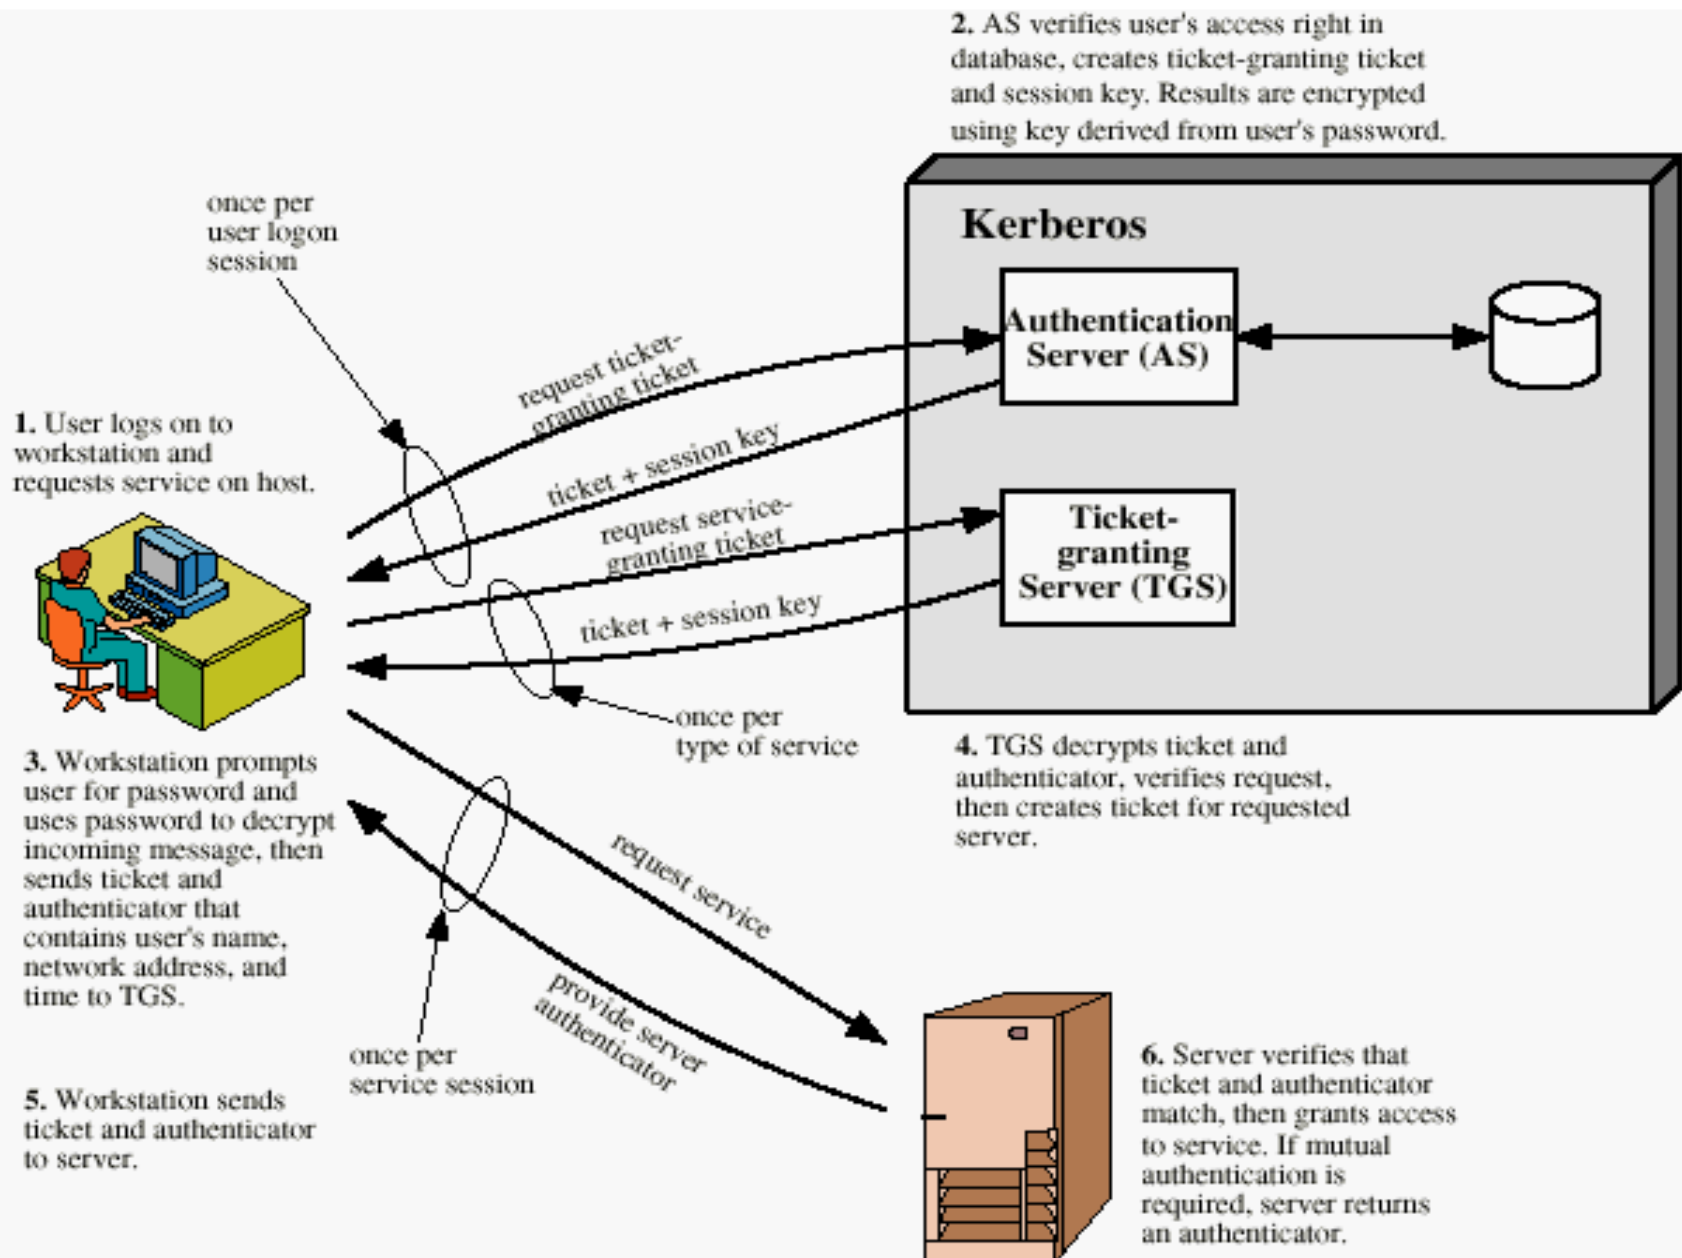 2. AS verifies user's access right in
database, creates ticket-granting ticket
and session key. Results are encrypted
using key derived from user's password.
once per
user logon
session
Kerberos
Authentication
Server (AS)
request ticket-
granting ticket
ticket + session key
1. User logs on to
workstation and
requests service on host.
request service-
granting ticket
Ticket-
granting
Server (TGS)
ticket + session key
once per
type of service
3. Workstation prompts
user for password and
uses password to decrypt
incoming message, then
sends ticket and
authenticator that
contains user's name,
network address, and
time to TGS.
4. TGS decrypts ticket and
authenticator, verifies request,
then creates ticket for requested
server.
request service
provide server
authenticator
once per
service session
5. Workstation sends
ticket and authenticator
to server.
6. Server verifies that
ticket and authenticator
match, then grants access
to service. If mutual
authentication is
required, server returns
an authenticator.